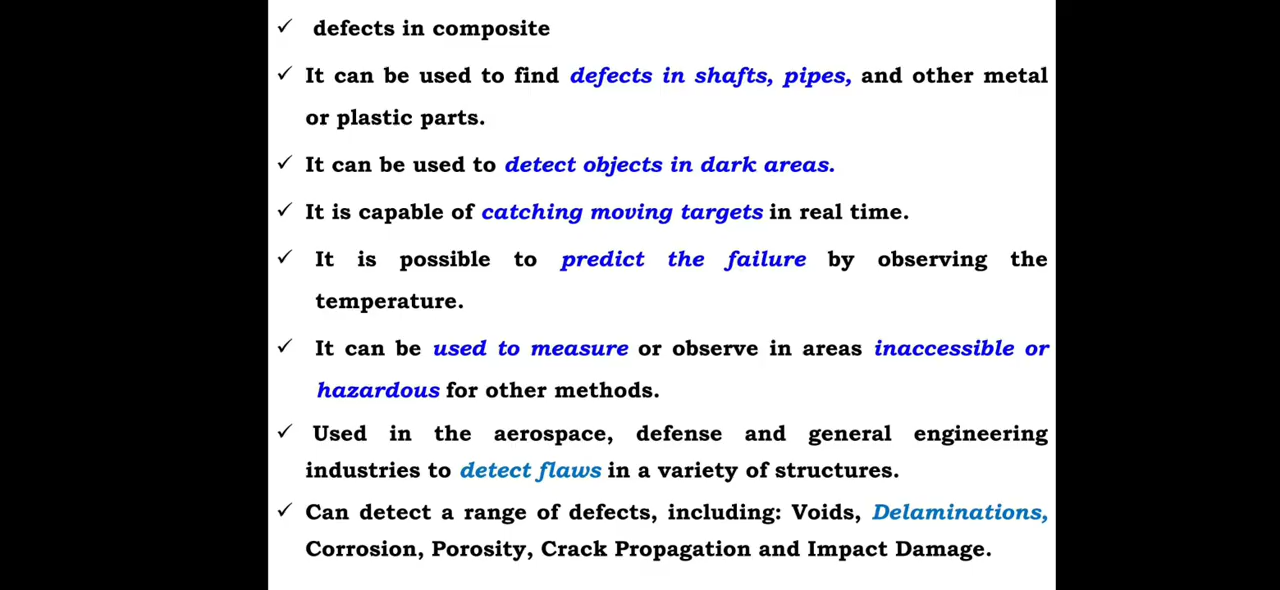 ✓ defects in composite
✓ It can be used to find defects in shafts, pipes, and other metal
or plastic parts.
✓ It can be used to detect objects in dark areas.
✓ It is capable of catching moving targets in real time.
✓ It is possible to predict the failure by observing the
temperature.
✓ It can be used to measure or observe in areas inaccessible or
hazardous for other methods.
✓ Used in the aerospace, defense and general engineering
industries to detect flaws in a variety of structures.
✓ Can detect a range of defects, including: Voids, Delaminations,
Corrosion, Porosity, Crack Propagation and Impact Damage.